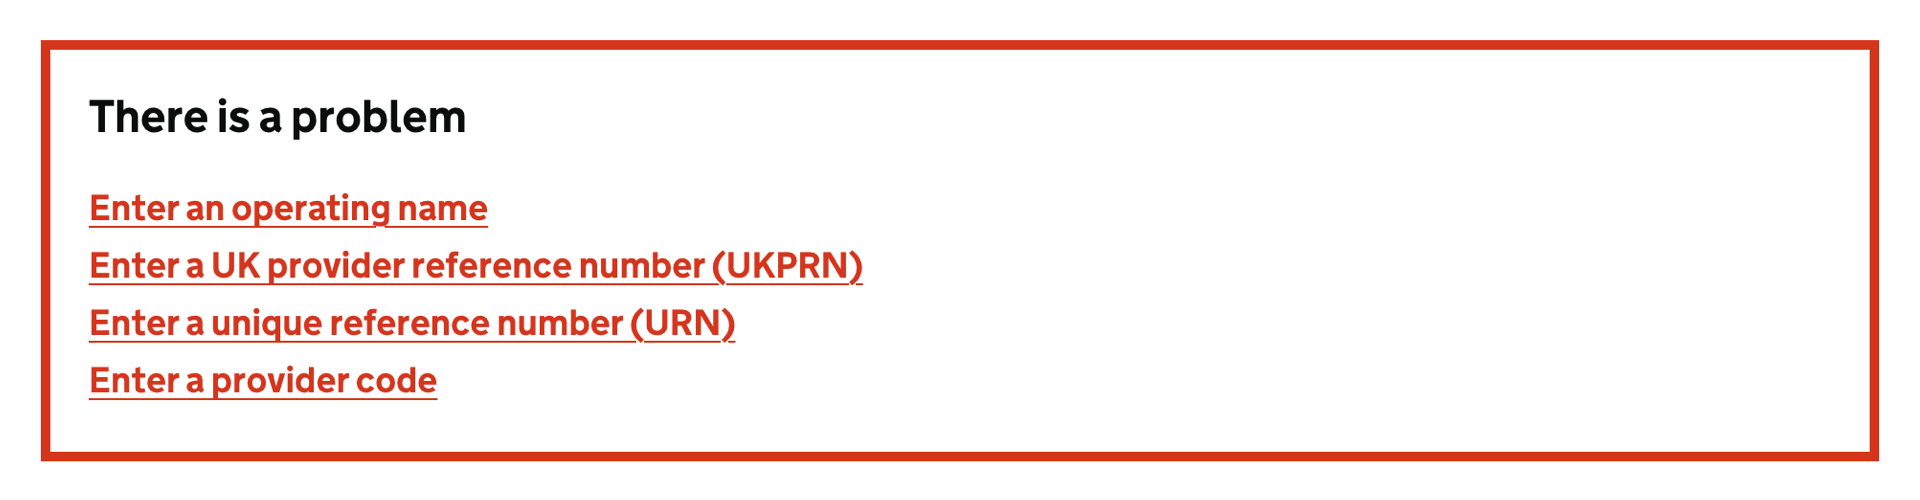 There is a problem
Enter an operating name
Enter a UK provider reference number (UKPRN)
Enter a unique reference number (URN)
Enter a provider code